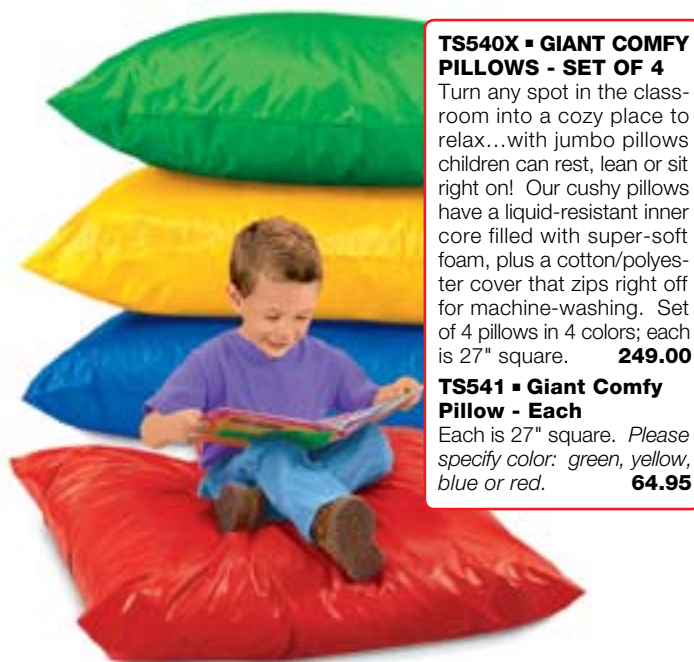 TS540X ▪ GIANT COMFY
PILLOWS - SET OF 4
Turn any spot in the class-
room into a cozy place to
relax…with jumbo pillows
children can rest, lean or sit
right on! Our cushy pillows
have a liquid-resistant inner
core filled with super-soft
foam, plus a cotton/polyes-
ter cover that zips right off
for machine-washing. Set
of 4 pillows in 4 colors; each
is 27" square. 249.00
TS541 ▪ Giant Comfy
Pillow - Each
Each is 27" square. Please
specify color: green, yellow,
blue or red. 64.95